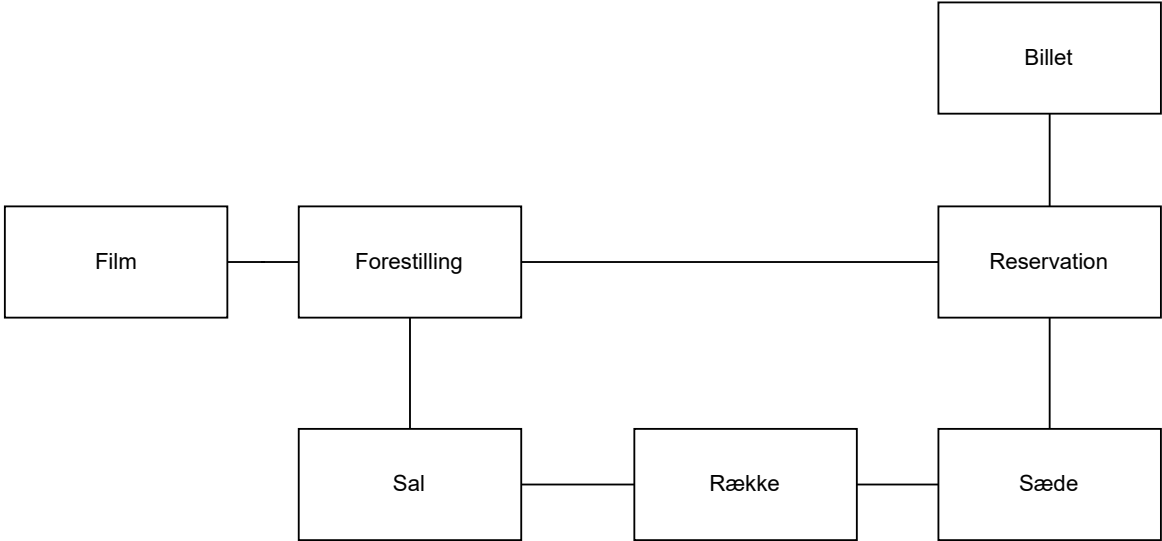 Billet
Film
Forestilling
Reservation
Sal
Række
Sæde